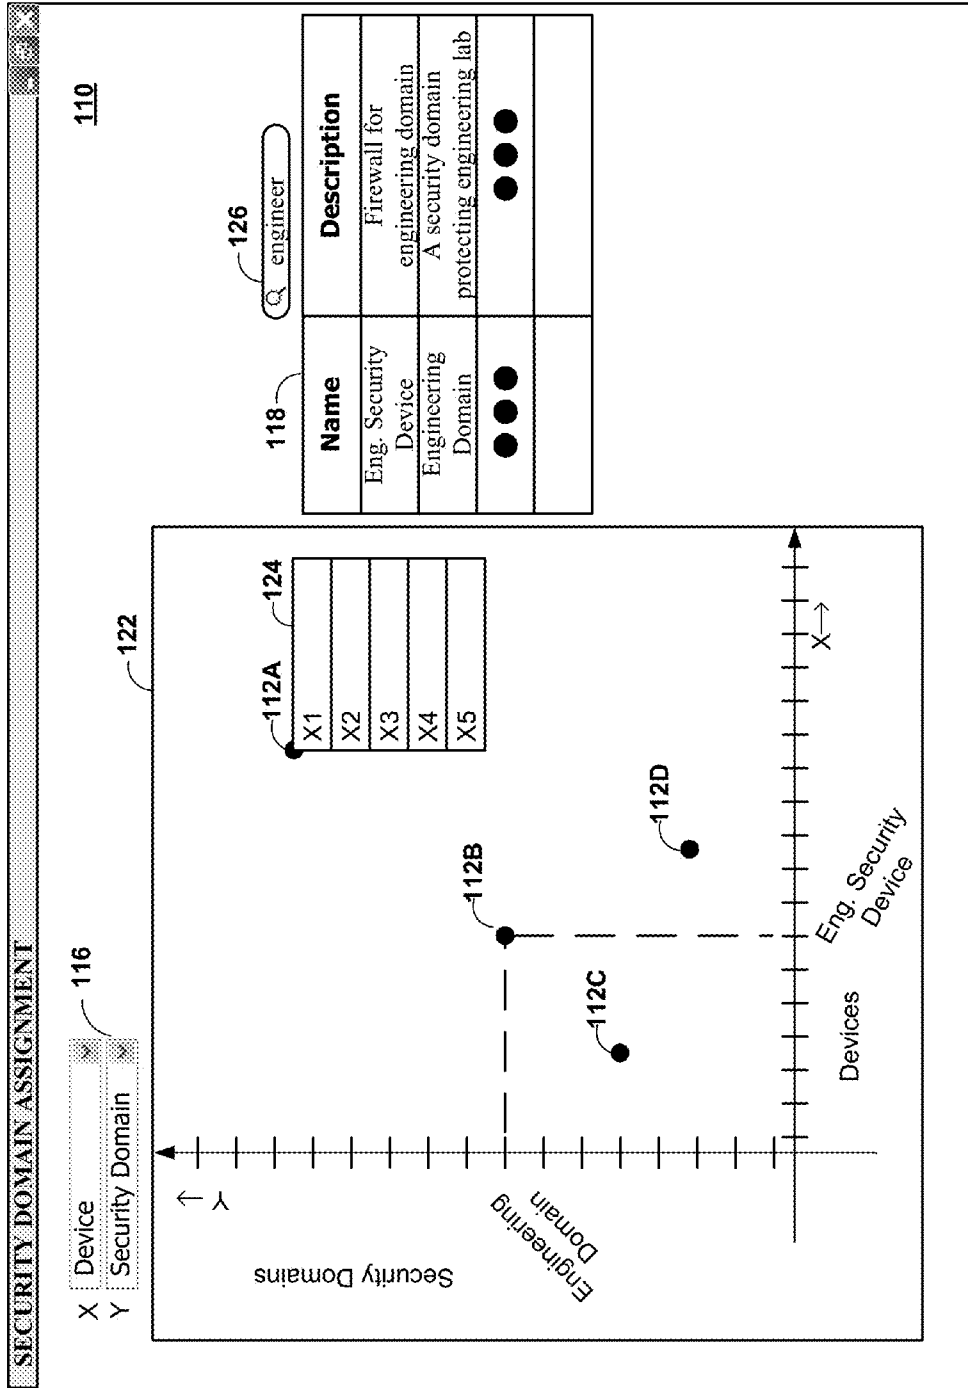 SECURITY DOMAIN ASSIGNMENT
X Device
Y Security Domain
116
110
122
126
engineer
118
Name Description
Eng. Security
Device
Firewall for
engineering domain
Engineering
Domain
A security domain
protecting engineering lab
Y
Security Domains
Engineering
Domain
112A
124
X1
X2
X3
X4
X5
112B
112C
112D
X
Devices
Eng. Security
Device